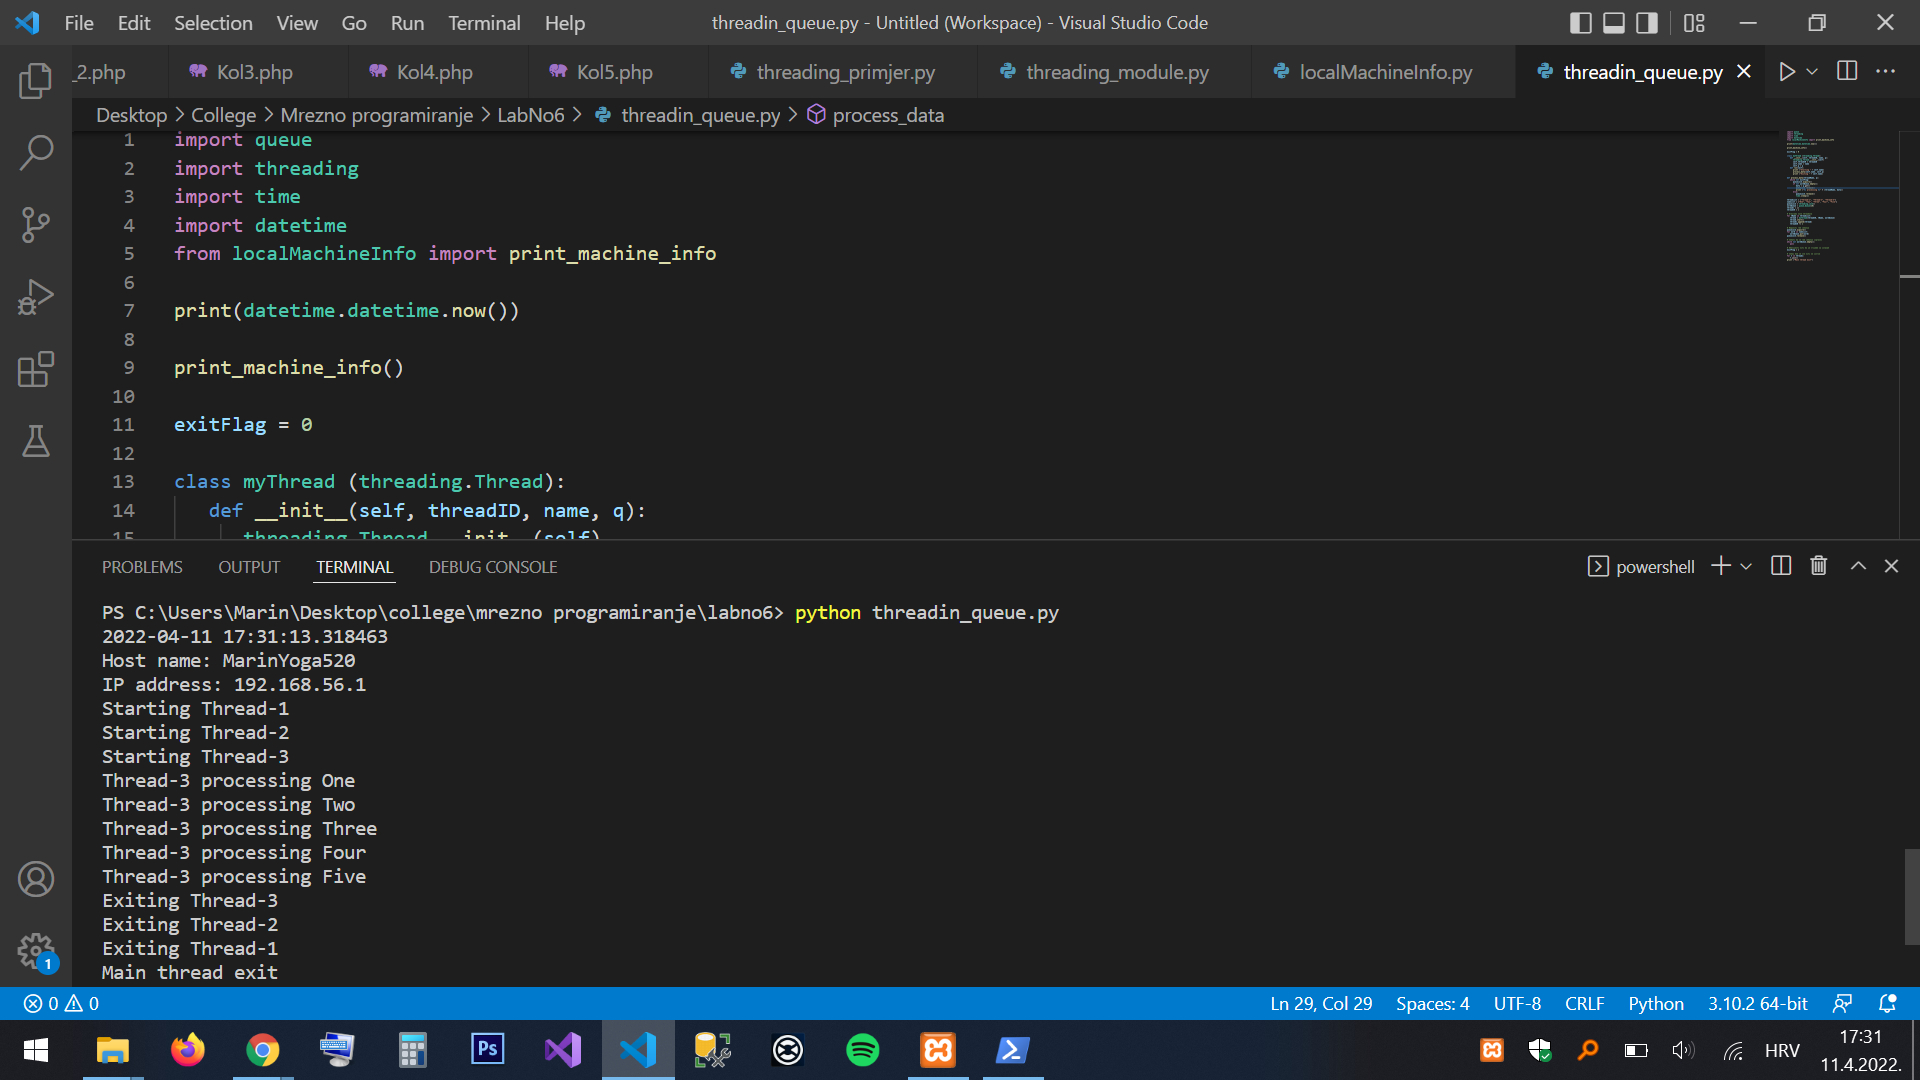 File Edit Selection View Go Run Terminal Help threadin_queue.py - Untitled (Workspace) - Visual Studio Code
_2.php Kol3.php Kol4.php Kol5.php threading_primjer.py threading_module.py localMachineInfo.py threadin_queue.py
Desktop > College > Mrezno programiranje > LabNo6 > threadin_queue.py > process_data
1 import queue
2 import threading
3 import time
4 import datetime
5 from localMachineInfo import print_machine_info
6
7 print(datetime.datetime.now())
8
9 print_machine_info()
10
11 exitFlag = 0
12
13 class myThread (threading.Thread):
14 def __init__(self, threadID, name, q):
15 threading.Thread.__init__(self)
PROBLEMS OUTPUT TERMINAL DEBUG CONSOLE powershell
PS C:\Users\Marin\Desktop\college\mrezno programiranje\labno6> python threadin_queue.py
2022-04-11 17:31:13.318463
Host name: MarinYoga520
IP address: 192.168.56.1
Starting Thread-1
Starting Thread-2
Starting Thread-3
Thread-3 processing One
Thread-3 processing Two
Thread-3 processing Three
Thread-3 processing Four
Thread-3 processing Five
Exiting Thread-3
Exiting Thread-2
Exiting Thread-1
Main thread exit
1
0 0 Ln 29, Col 29 Spaces: 4 UTF-8 CRLF Python 3.10.2 64-bit
Ps HRV 17:31
11.4.2022.